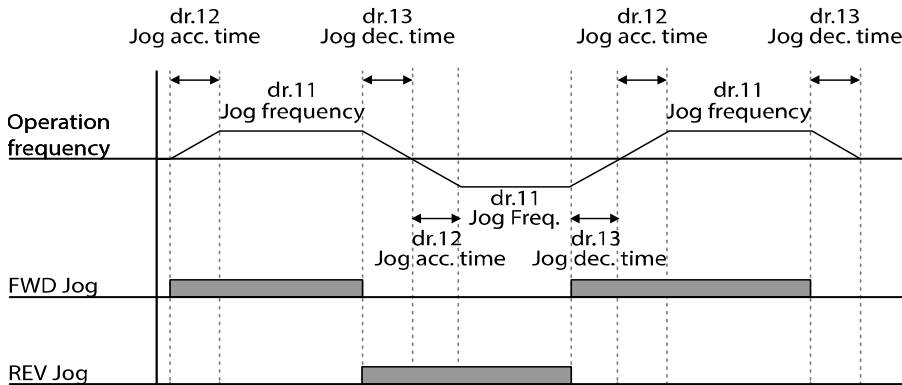 dr.12
Jog acc. time
dr.13
Jog dec. time
dr.12
Jog acc. time
dr.13
Jog dec. time
dr.11
Jog frequency
dr.11
Jog frequency
Operation
frequency
dr.11
Jog Freq.
dr.12
Jog acc. time
dr.13
Jog dec. time
FWD Jog
REV Jog